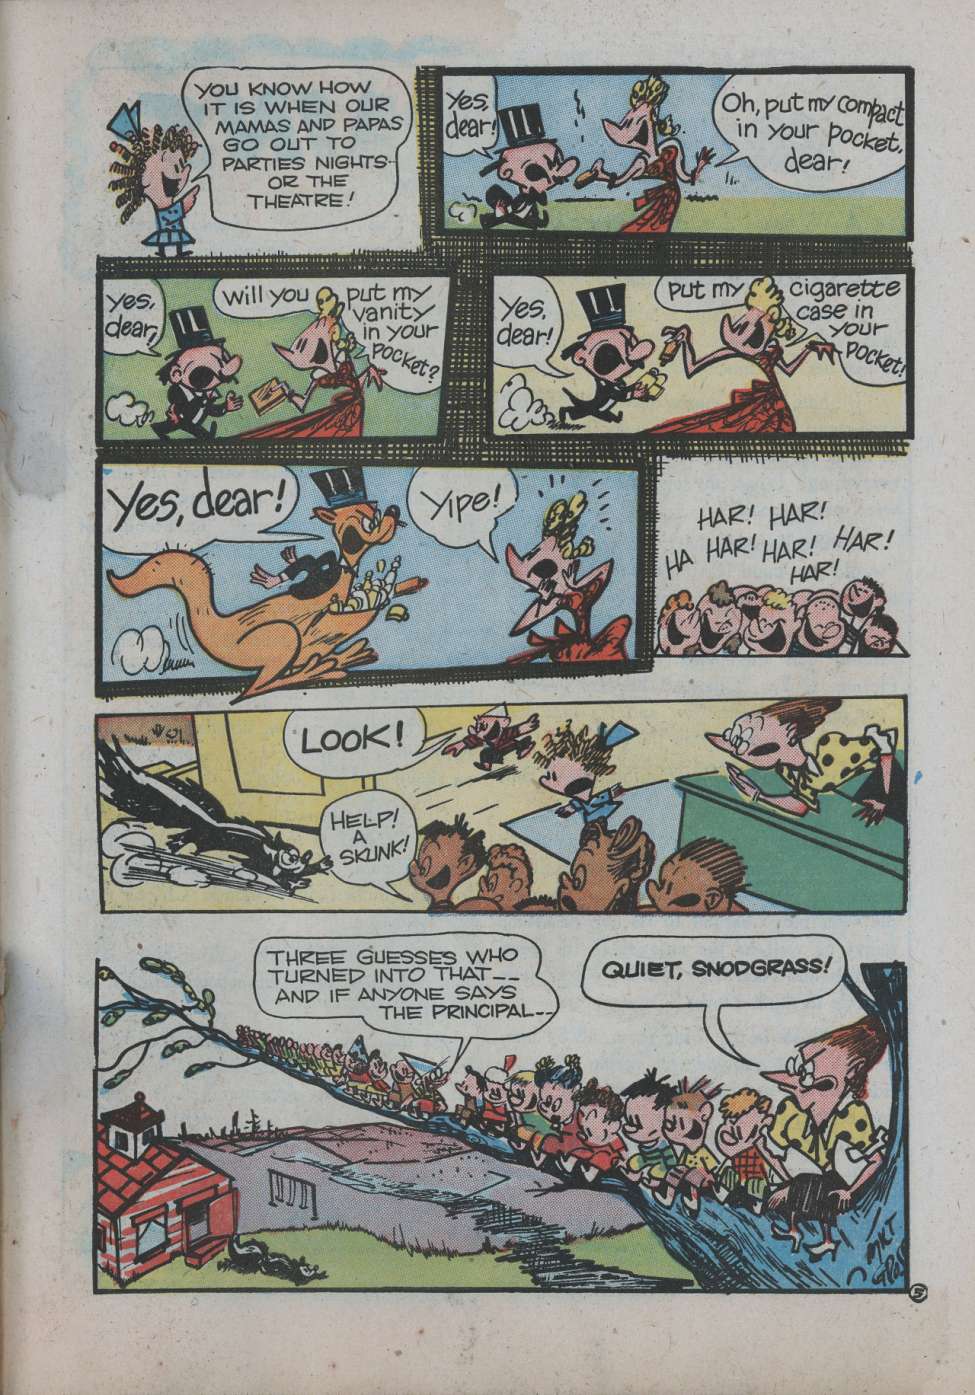 YOU KNOW HOW
IT IS WHEN OUR
MAMAS AND PAPAS
GO OUT TO
PARTIES NIGHTS--
OR THE
THEATRE!
Yes,
dear!
Oh, put my compact
in your pocket,
dear!
Yes,
dear!
Will you put my
vanity
in your
pocket?
Yes,
dear!
Put my cigarette
case in
your
pocket!
Yes, dear!
Yipe!
HAR! HAR!
HA HAR! HAR! HAR!
HAR!
LOOK!
HELP!
A
SKUNK!
THREE GUESSES WHO
TURNED INTO THAT--
AND IF ANYONE SAYS
THE PRINCIPAL--
QUIET, SNODGRASS!
5